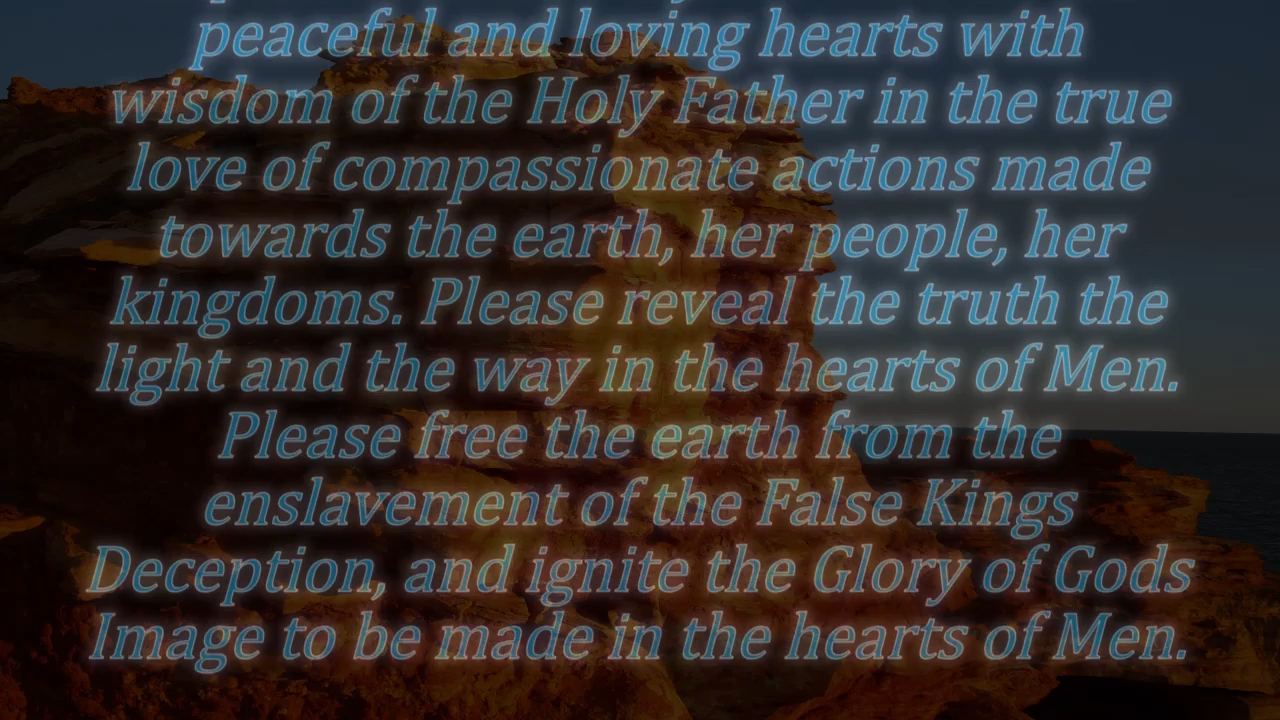 peaceful and loving hearts with
wisdom of the Holy Father in the true
love of compassionate actions made
towards the earth, her people, her
kingdoms. Please reveal the truth the
light and the way in the hearts of Men.
Please free the earth from the
enslavement of the False Kings
Deception, and ignite the Glory of Gods
Image to be made in the hearts of Men.